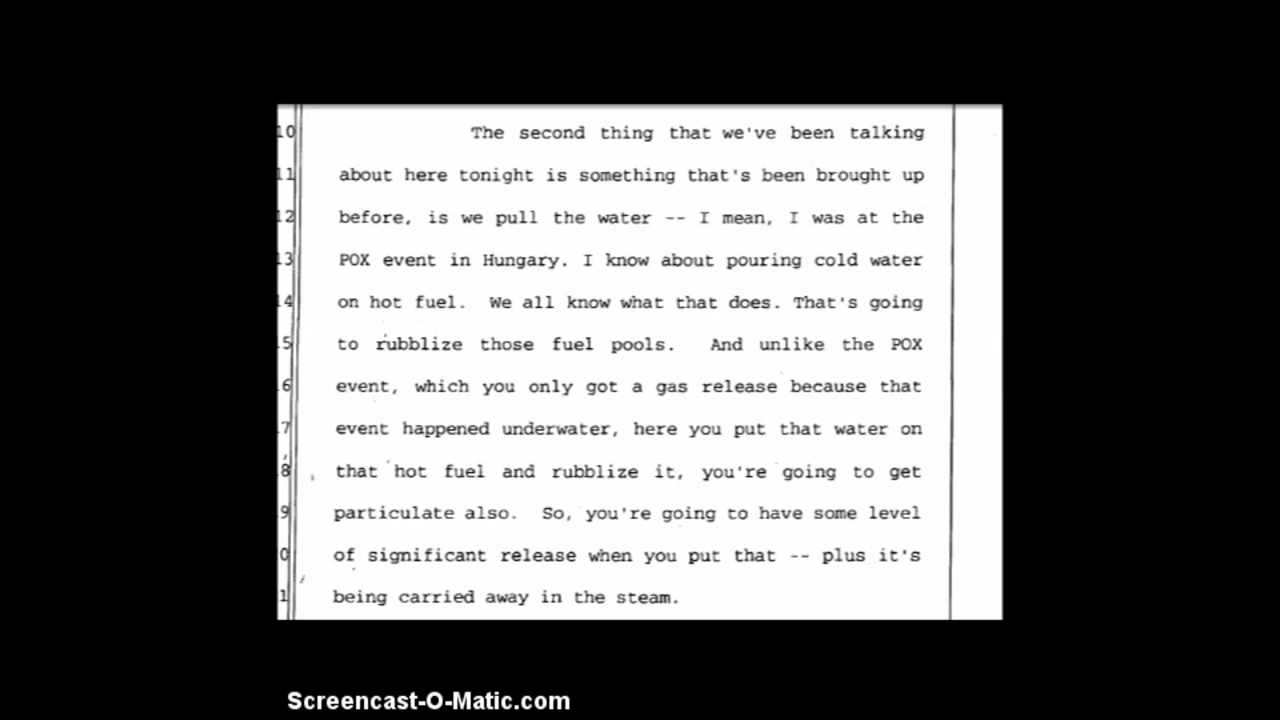 10 The second thing that we've been talking
11 about here tonight is something that's been brought up
12 before, is we pull the water -- I mean, I was at the
13 POX event in Hungary. I know about pouring cold water
14 on hot fuel. We all know what that does. That's going
.5 to rubblize those fuel pools. And unlike the POX
.6 event, which you only got a gas release because that
.7 event happened underwater, here you put that water on
8 that hot fuel and rubblize it, you're going to get
9 particulate also. So, you're going to have some level
0 of significant release when you put that -- plus it's
1 being carried away in the steam.
Screencast-O-Matic.com